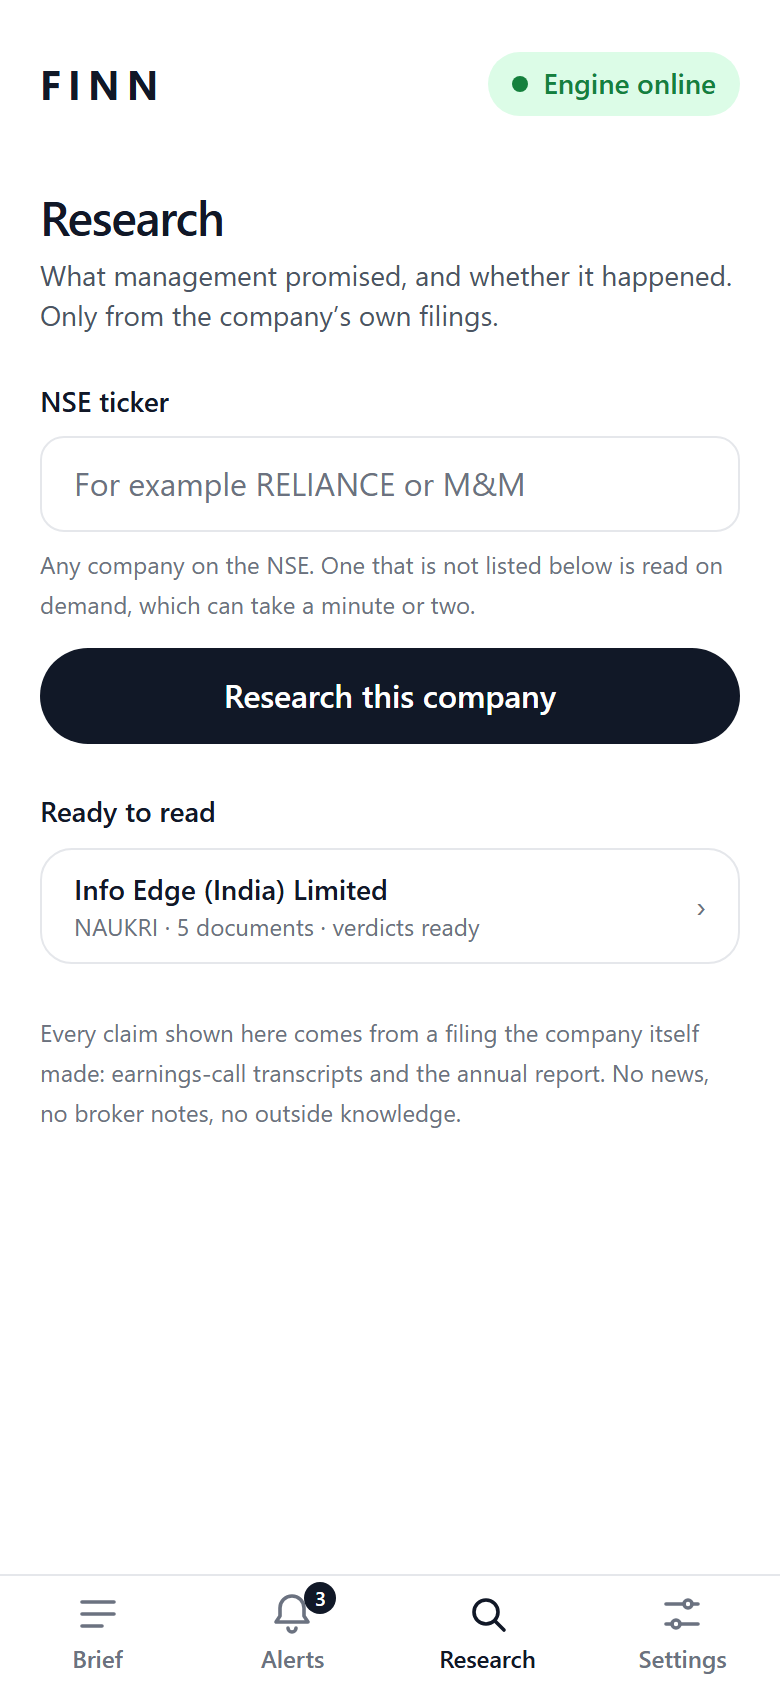 FINN
Engine online
Research
What management promised, and whether it happened.
Only from the company’s own filings.
NSE ticker
For example RELIANCE or M&M
Any company on the NSE. One that is not listed below is read on
demand, which can take a minute or two.
Research this company
Ready to read
Info Edge (India) Limited
NAUKRI · 5 documents · verdicts ready
›
Every claim shown here comes from a filing the company itself
made: earnings-call transcripts and the annual report. No news,
no broker notes, no outside knowledge.
3
Brief
Alerts
Research
Settings